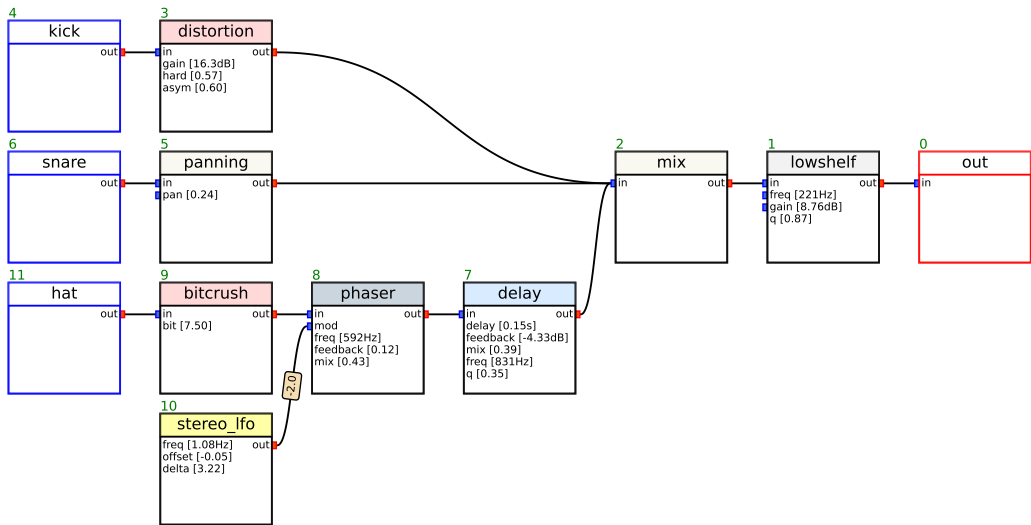 4
kick
out
3
distortion
in out
gain [16.3dB]
hard [0.57]
asym [0.60]
6
snare
out
5
panning
in out
pan [0.24]
2
mix
in out
1
lowshelf
in out
freq [221Hz]
gain [8.76dB]
q [0.87]
0
out
in
11
hat
out
9
bitcrush
in out
bit [7.50]
8
phaser
in out
mod
freq [592Hz]
feedback [0.12]
mix [0.43]
7
delay
in out
delay [0.15s]
feedback [-4.33dB]
mix [0.39]
freq [831Hz]
q [0.35]
-2.0
10
stereo_lfo
freq [1.08Hz] out
offset [-0.05]
delta [3.22]